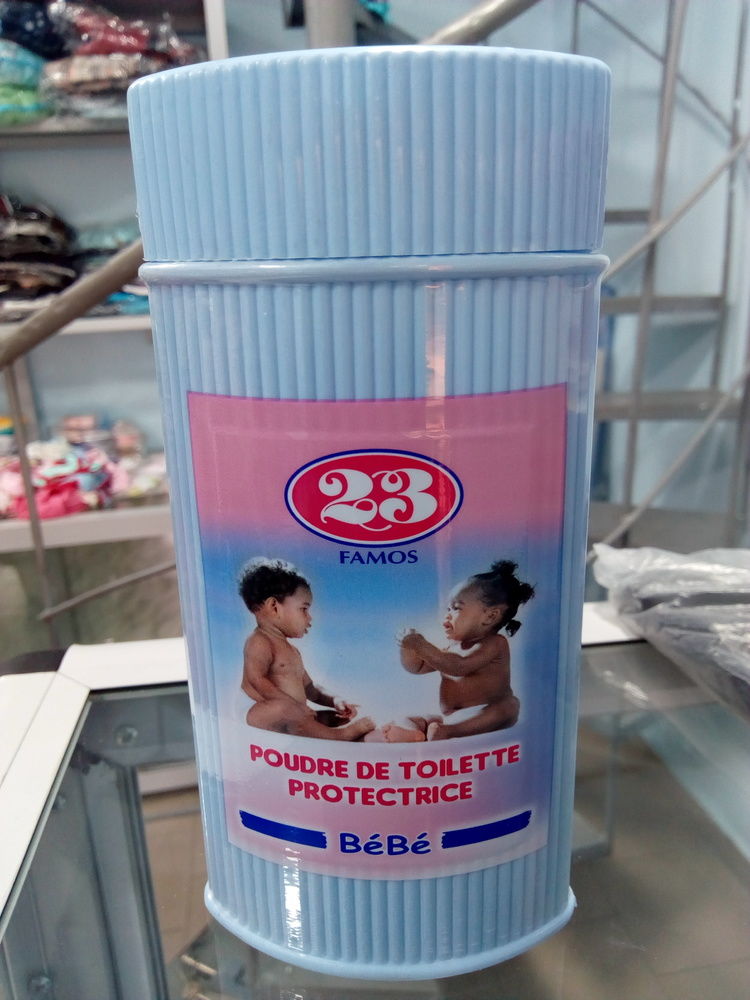 23
FAMOS
POUDRE DE TOILETTE
PROTECTRICE
BéBé